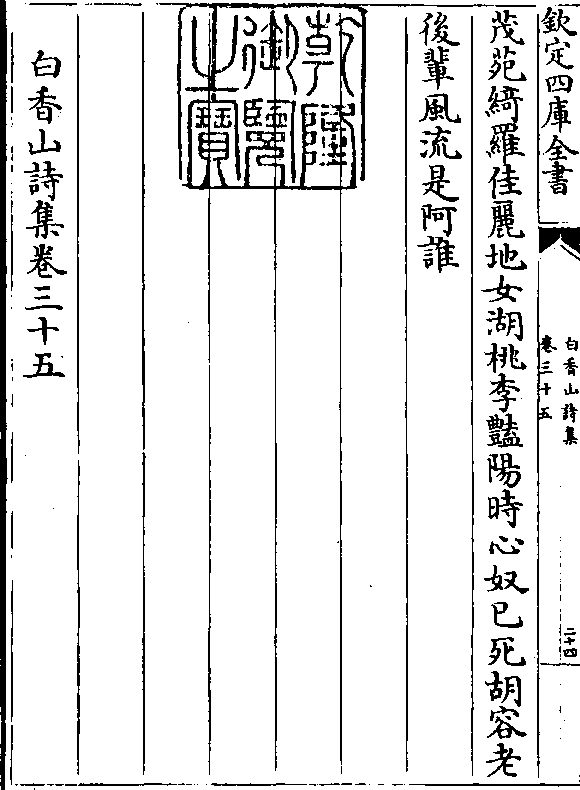 欽定四庫全書
白香山詩集
卷三十五
二十四
茂苑綺羅佳麗地女湖桃李豔陽時心奴已死胡容老
後輩風流是阿誰
乾隆
御覽
之寶
白香山詩集卷三十五